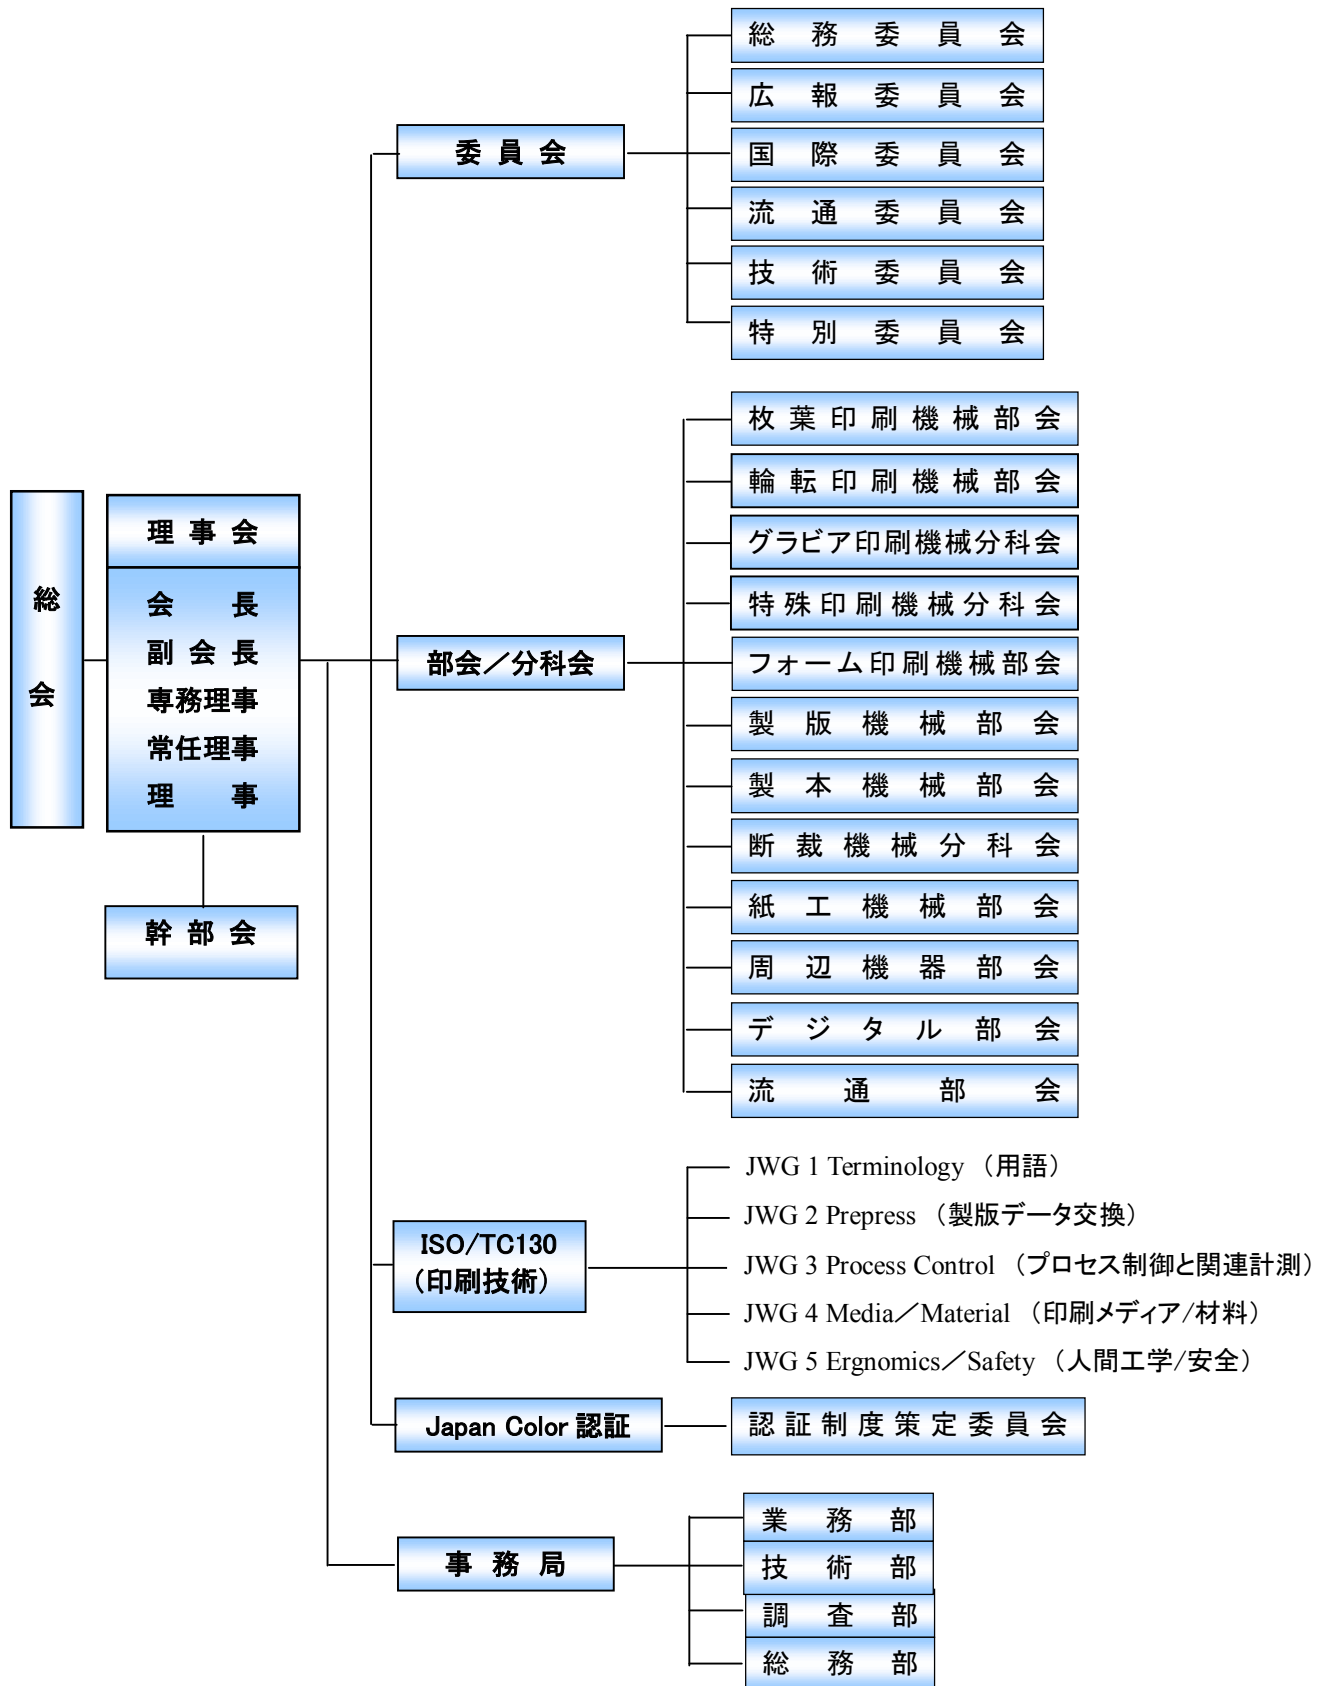 総会
理事会
会長
副会長
専務理事
常任理事
理事
幹部会
委員会
総務委員会
広報委員会
国際委員会
流通委員会
技術委員会
特別委員会
部会／分科会
枚葉印刷機械部会
輪転印刷機械部会
グラビア印刷機械分科会
特殊印刷機械分科会
フォーム印刷機械部会
製版機械部会
製本機械部会
断裁機械分科会
紙工機械部会
周辺機器部会
デジタル部会
流通部会
ISO/TC130
（印刷技術）
JWG 1 Terminology （用語）
JWG 2 Prepress （製版データ交換）
JWG 3 Process Control （プロセス制御と関連計測）
JWG 4 Media／Material （印刷メディア/材料）
JWG 5 Ergnomics／Safety （人間工学/安全）
Japan Color 認証
認証制度策定委員会
事務局
業務部
技術部
調査部
総務部